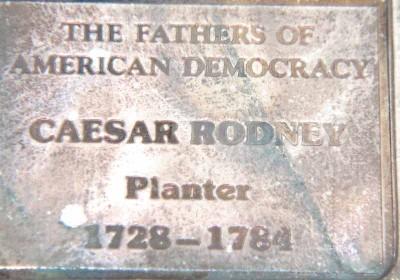 THE FATHERS OF
AMERICAN DEMOCRACY
CAESAR RODNEY
Planter
1728-1784